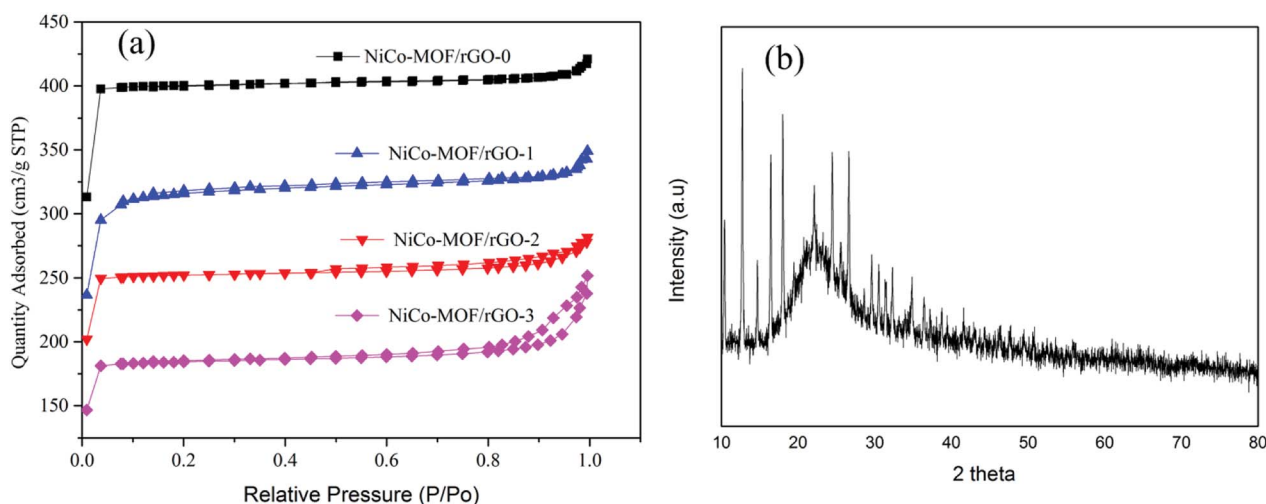 (a)
450
400
350
300
250
200
150
Quantity Adsorbed (cm3/g STP)
NiCo-MOF/rGO-0
NiCo-MOF/rGO-1
NiCo-MOF/rGO-2
NiCo-MOF/rGO-3
0.0 0.2 0.4 0.6 0.8 1.0
Relative Pressure (P/Po)
(b)
Intensity (a.u)
10 20 30 40 50 60 70 80
2 theta